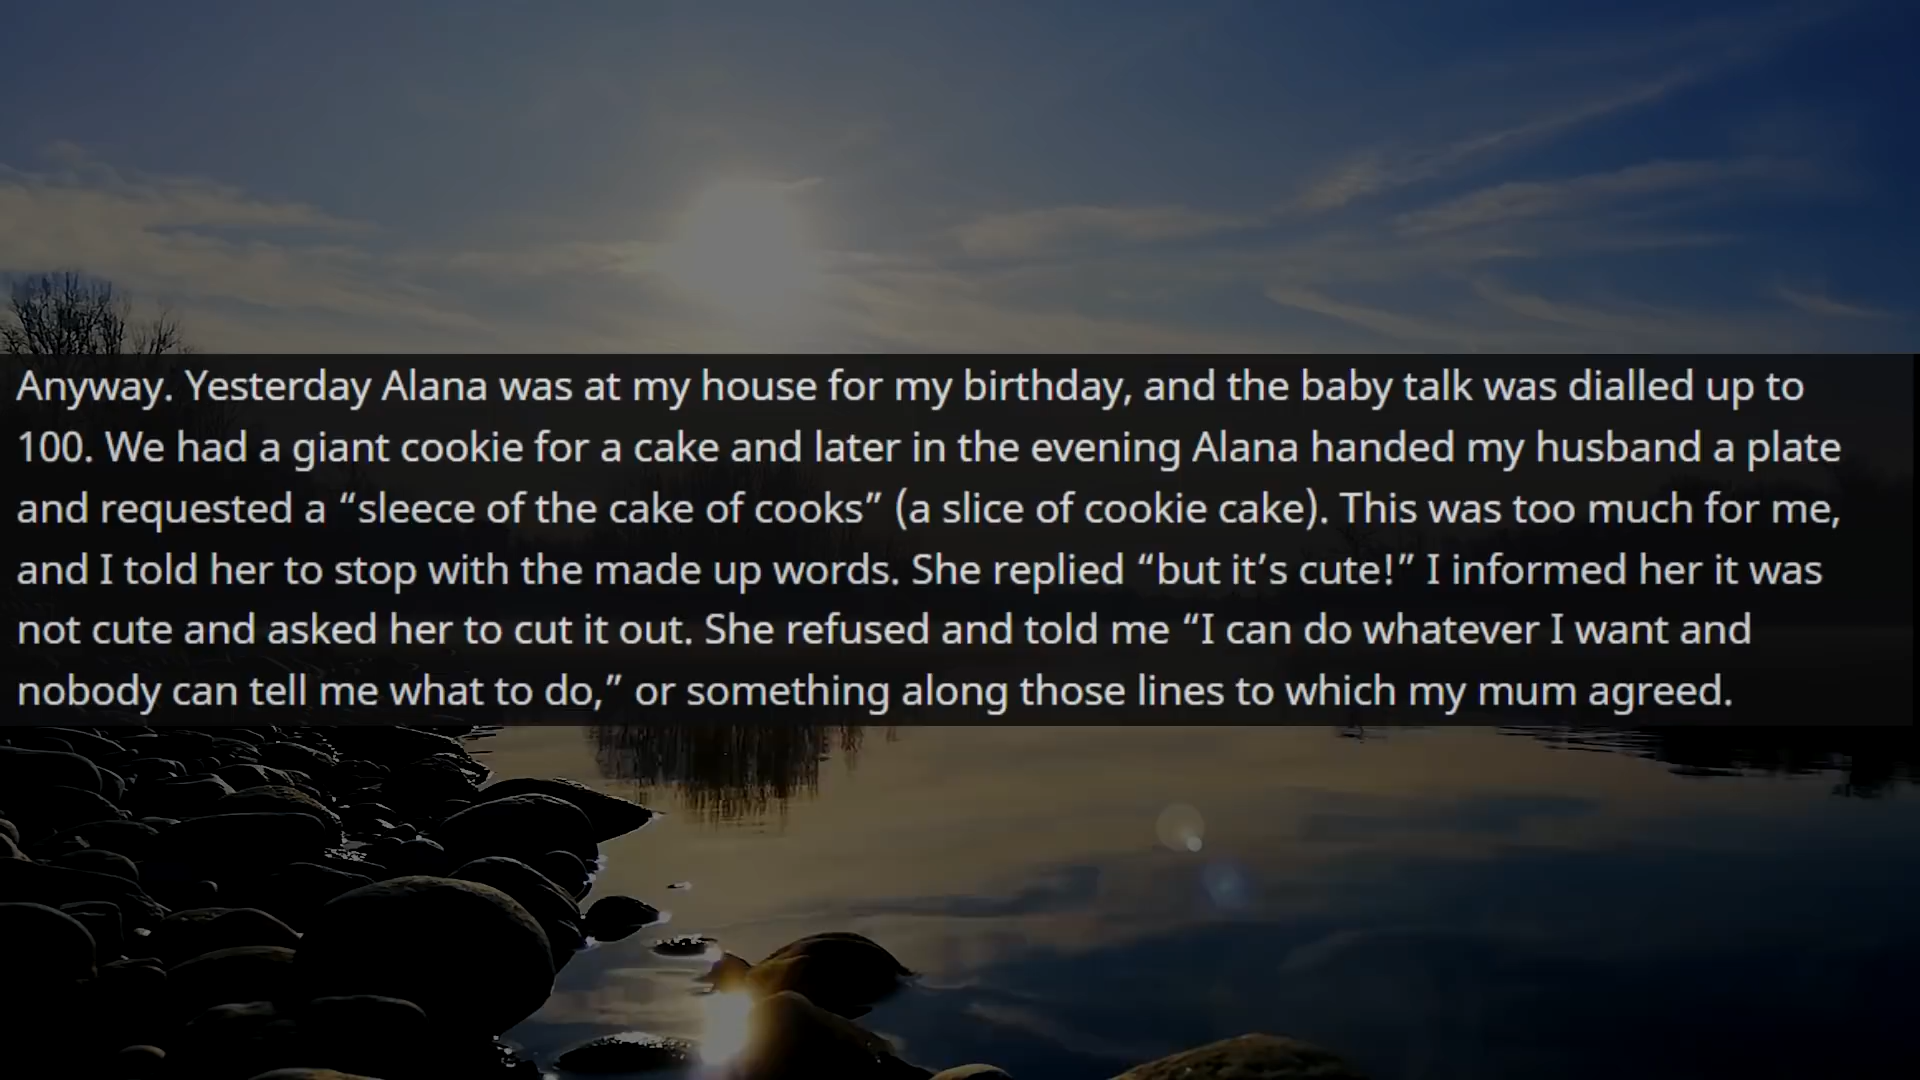 Anyway. Yesterday Alana was at my house for my birthday, and the baby talk was dialled up to
100. We had a giant cookie for a cake and later in the evening Alana handed my husband a plate
and requested a “sleece of the cake of cooks” (a slice of cookie cake). This was too much for me,
and I told her to stop with the made up words. She replied “but it’s cute!” I informed her it was
not cute and asked her to cut it out. She refused and told me “I can do whatever I want and
nobody can tell me what to do,” or something along those lines to which my mum agreed.